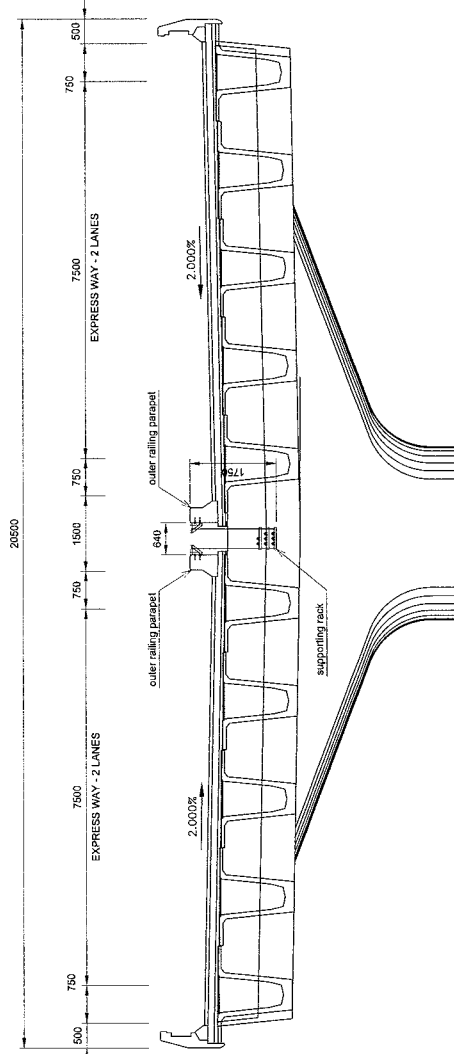 20500
500
750
7500
EXPRESS WAY - 2 LANES
750
1500
750
7500
EXPRESS WAY - 2 LANES
750
500
2.000%
2.000%
outer railing parapet
outer railing parapet
640
1750
supporting rack